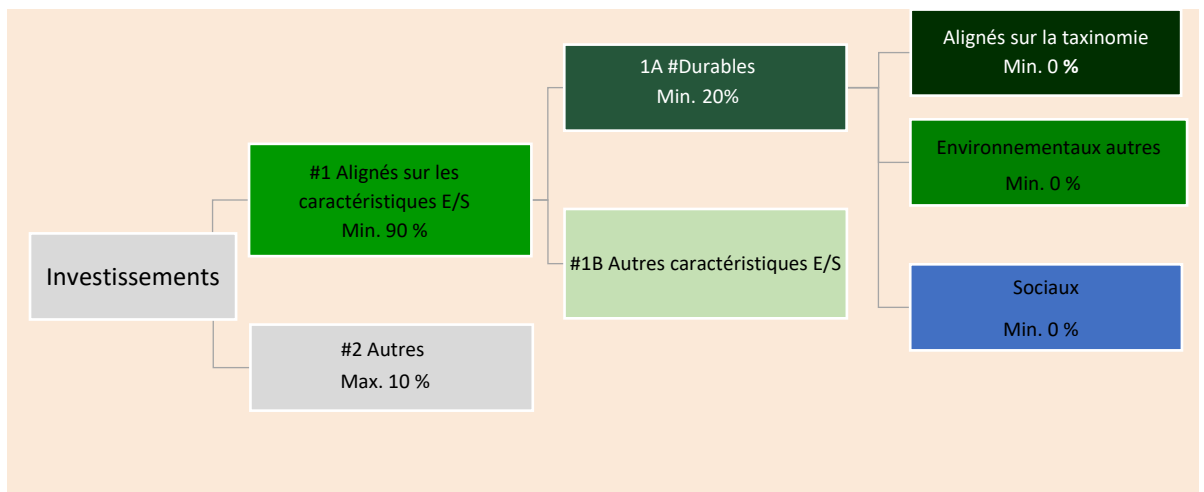 Investissements
#1 Alignés sur les
caractéristiques E/S
Min. 90 %
#2 Autres
Max. 10 %
1A #Durables
Min. 20%
#1B Autres caractéristiques E/S
Alignés sur la taxinomie
Min. 0 %
Environnementaux autres
Min. 0 %
Sociaux
Min. 0 %